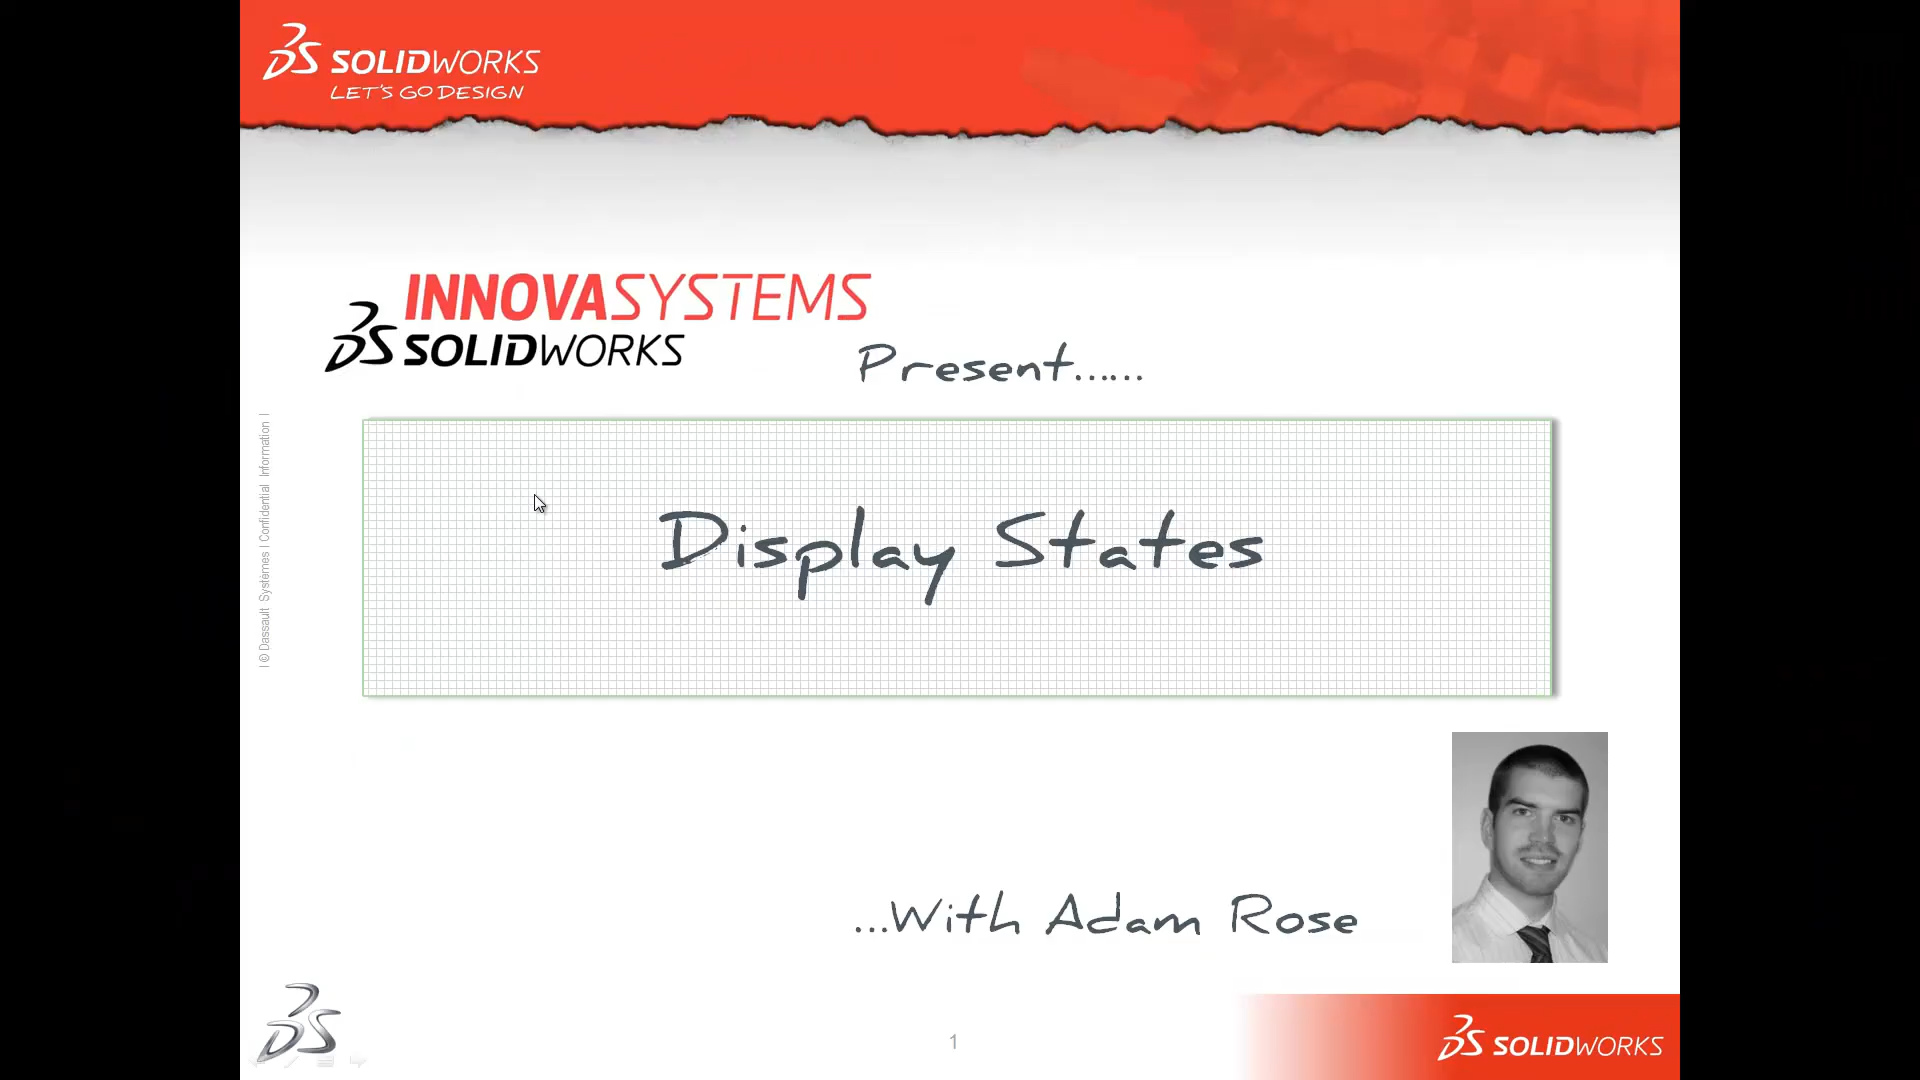 SOLIDWORKS
LET'S GO DESIGN
INNOVASYSTEMS
SOLIDWORKS
Present......
| © Dassault Systèmes | Confidential Information |
Display States
...With Adam Rose
1
SOLIDWORKS